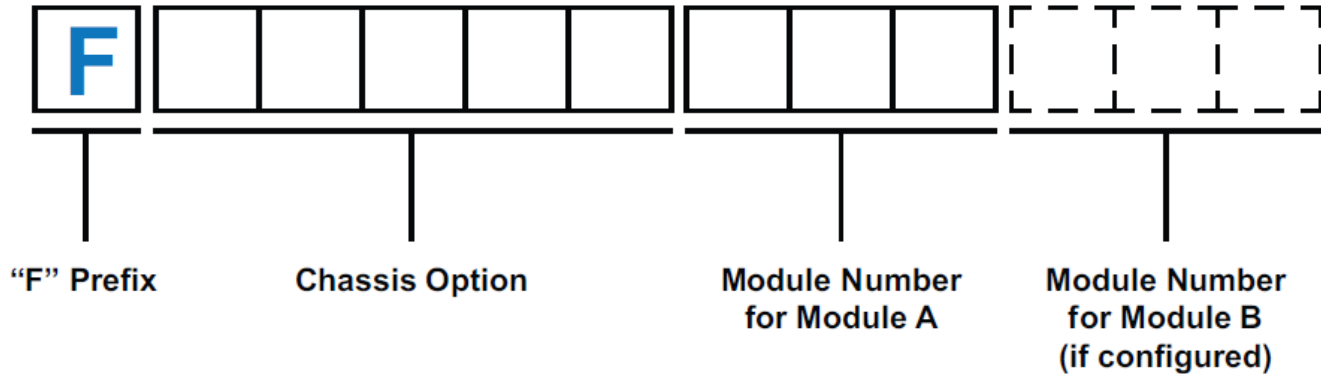 F
“F” Prefix
Chassis Option
Module Number
for Module A
Module Number
for Module B
(if configured)